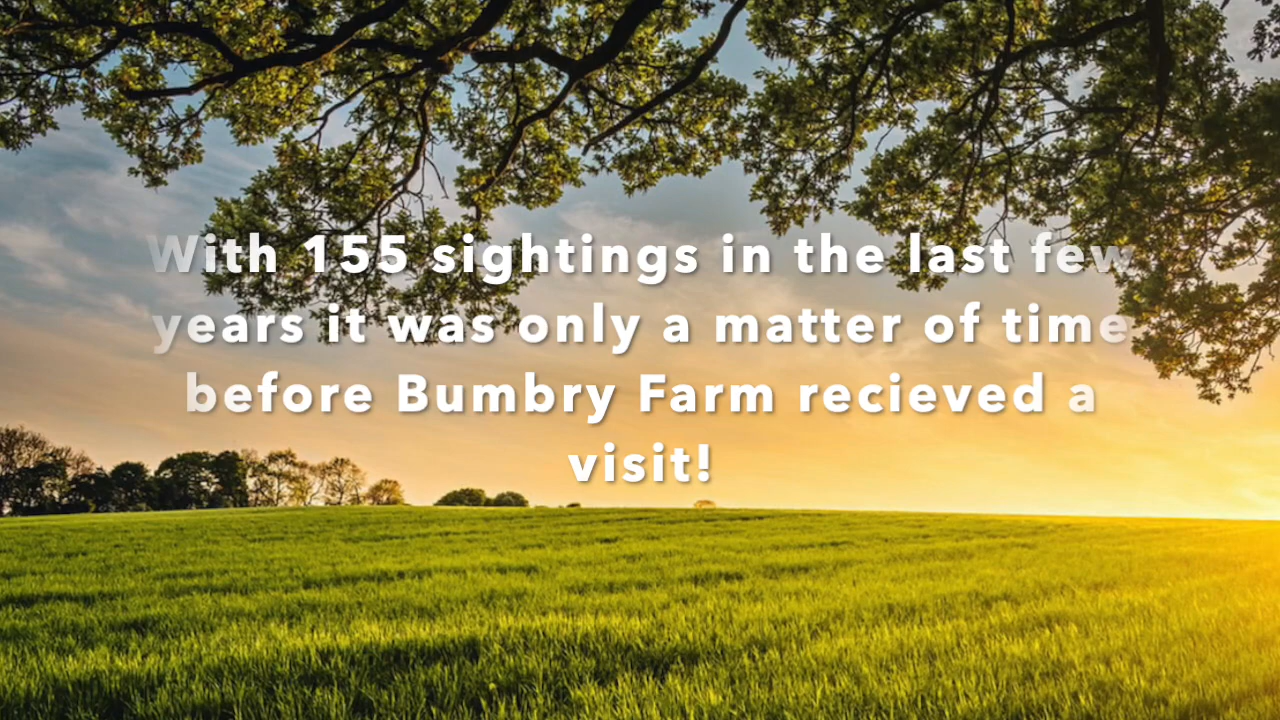 With 155 sightings in the last few
years it was only a matter of time
before Bumbry Farm recieved a
visit!